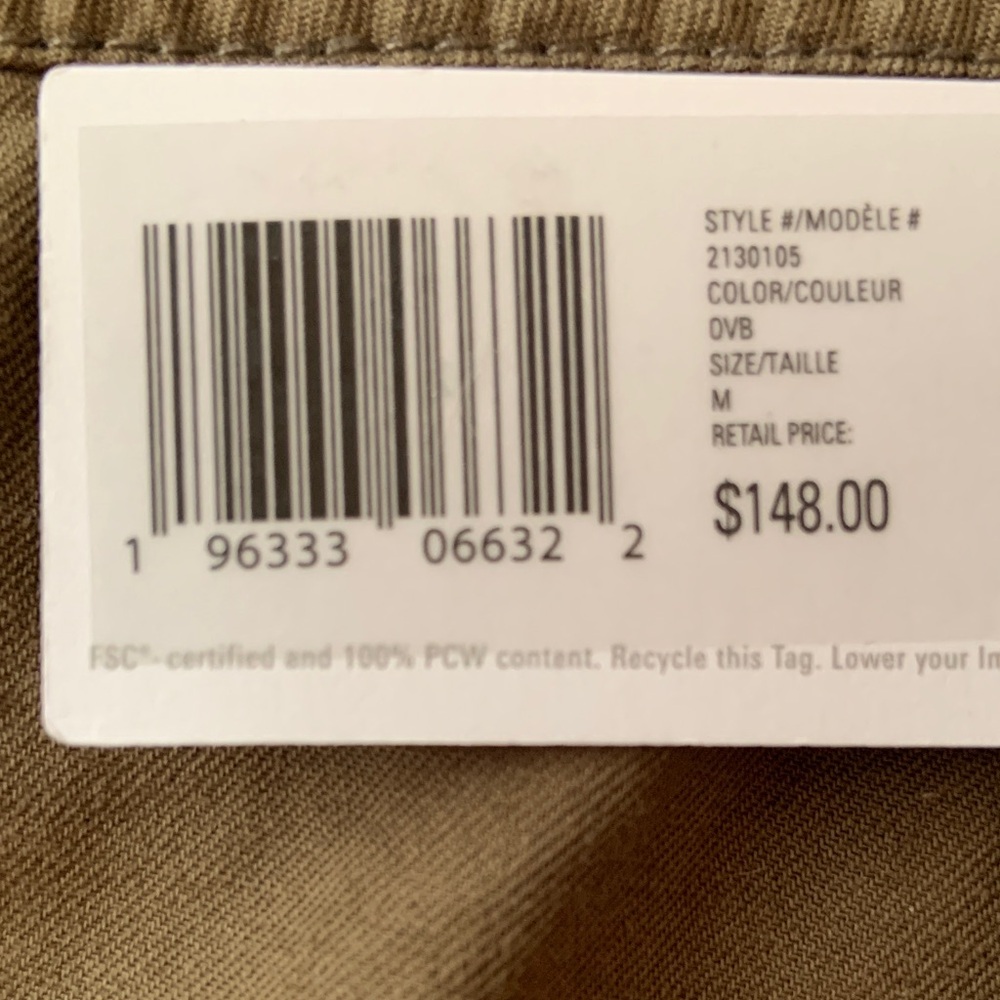 1 96333 06632 2
STYLE #/MODÈLE #
2130105
COLOR/COULEUR
OVB
SIZE/TAILLE
M
RETAIL PRICE:
$148.00
FSC®-certified and 100% PCW content. Recycle this Tag. Lower your